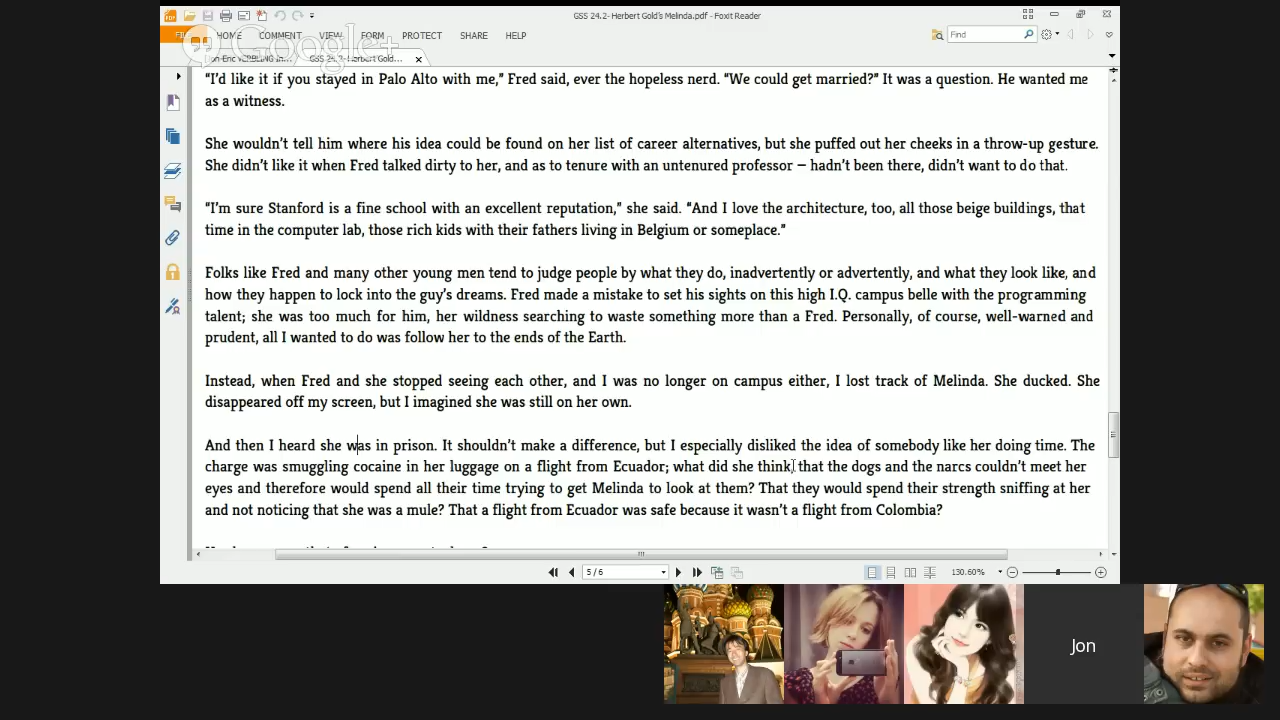 GSS 24.2- Herbert Gold's Melinda.pdf - Foxit Reader
HOME COMMENT VIEW FORM PROTECT SHARE HELP
Find
Google+
GSS 24.2- Herbert Gold...
“I’d like it if you stayed in Palo Alto with me,” Fred said, ever the hopeless nerd. “We could get married?” It was a question. He wanted me
as a witness.
She wouldn’t tell him where his idea could be found on her list of career alternatives, but she puffed out her cheeks in a throw-up gesture.
She didn’t like it when Fred talked dirty to her, and as to tenure with an untenured professor – hadn’t been there, didn’t want to do that.
“I’m sure Stanford is a fine school with an excellent reputation,” she said. “And I love the architecture, too, all those beige buildings, that
time in the computer lab, those rich kids with their fathers living in Belgium or someplace.”
Folks like Fred and many other young men tend to judge people by what they do, inadvertently or advertently, and what they look like, and
how they happen to lock into the guy’s dreams. Fred made a mistake to set his sights on this high I.Q. campus belle with the programming
talent; she was too much for him, her wildness searching to waste something more than a Fred. Personally, of course, well-warned and
prudent, all I wanted to do was follow her to the ends of the Earth.
Instead, when Fred and she stopped seeing each other, and I was no longer on campus either, I lost track of Melinda. She ducked. She
disappeared off my screen, but I imagined she was still on her own.
And then I heard she was in prison. It shouldn’t make a difference, but I especially disliked the idea of somebody like her doing time. The
charge was smuggling cocaine in her luggage on a flight from Ecuador; what did she think, that the dogs and the narcs couldn’t meet her
eyes and therefore would spend all their time trying to get Melinda to look at them? That they would spend their strength sniffing at her
and not noticing that she was a mule? That a flight from Ecuador was safe because it wasn’t a flight from Colombia?
5 / 6
130.60%
Jon